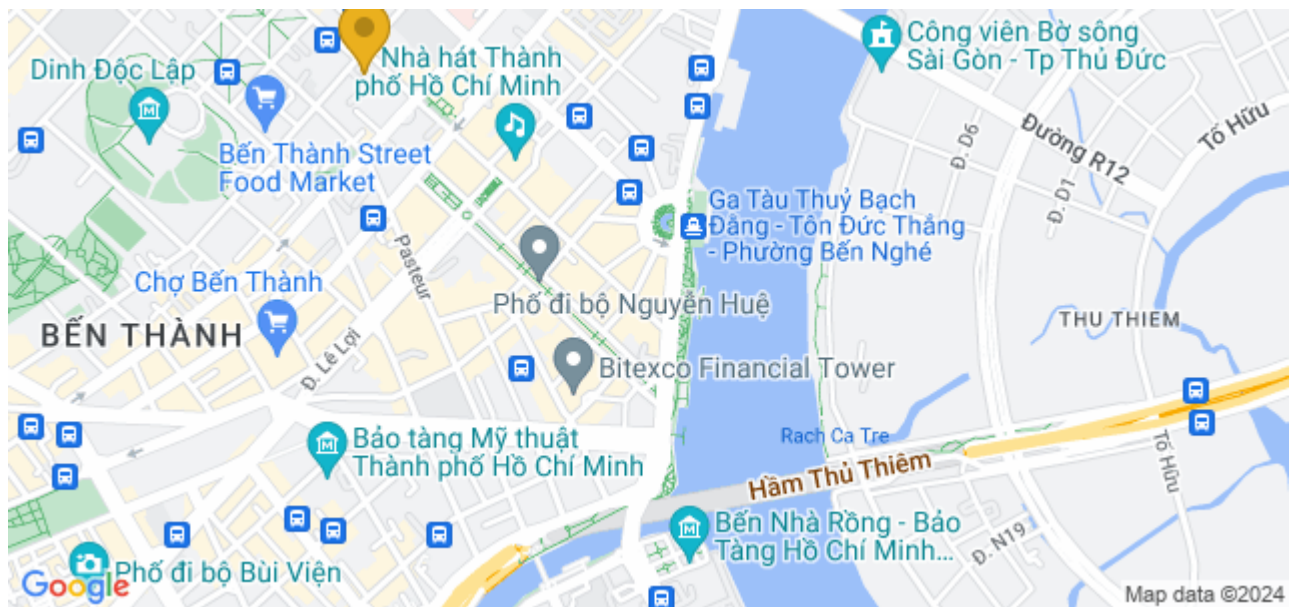 Nhà hát Thành
phố Hồ Chí Minh
Công viên Bờ sông
Sài Gòn - Tp Thủ Đức
Dinh Độc Lập
Tố Hữu
Đường R12
Đ. D6
Đ. D1
Bến Thành Street
Food Market
Ga Tàu Thuỷ Bạch
Đằng - Tôn Đức Thắng
- Phường Bến Nghé
Pasteur
Chợ Bến Thành
Phố đi bộ Nguyễn Huệ
THU THIEM
BẾN THÀNH
Đ. Lê Lợi
Bitexco Financial Tower
Bảo tàng Mỹ thuật
Thành phố Hồ Chí Minh
Rach Ca Tre
Hầm Thủ Thiêm
Tố Hữu
Bến Nhà Rồng - Bảo
Tàng Hồ Chí Minh...
Đ. N19
Phố đi bộ Bùi Viện
Google
Map data ©2024